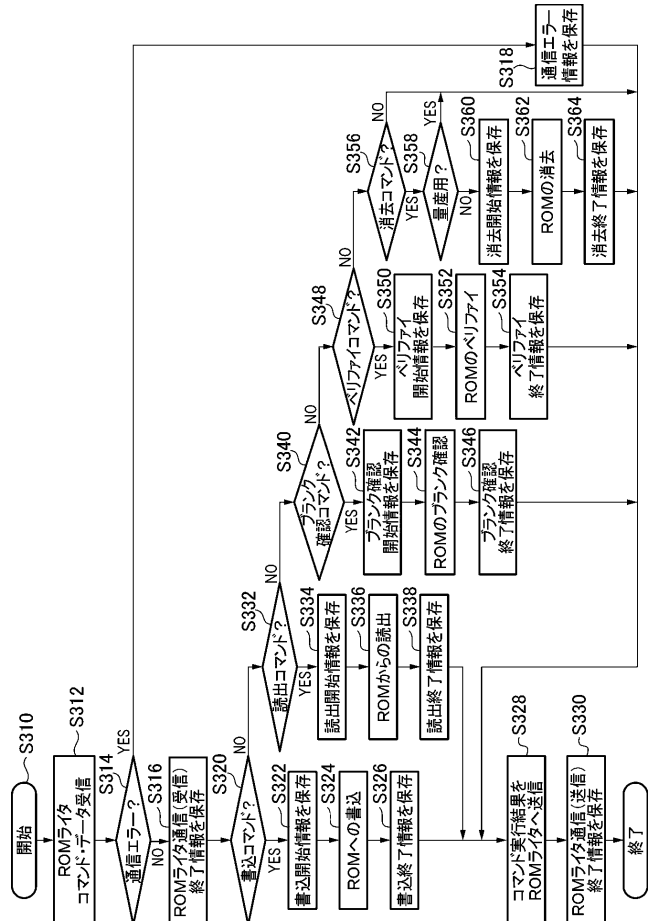 開始
S310
ROMライタ
コマンド・データ受信
S312
通信エラー?
S314
YES
NO
ROMライタ通信(受信)
終了情報を保存
S316
通信エラー
情報を保存
S318
書込コマンド?
S320
NO
YES
書込開始情報を保存
S322
ROMへの書込
S324
書込終了情報を保存
S326
読出コマンド?
S332
NO
YES
読出開始情報を保存
S334
ROMからの読出
S336
読出終了情報を保存
S338
ブランク
確認コマンド?
S340
NO
YES
ブランク確認
開始情報を保存
S342
ROMのブランク確認
S344
ブランク確認
終了情報を保存
S346
ベリファイコマンド?
S348
NO
YES
ベリファイ
開始情報を保存
S350
ROMのベリファイ
S352
ベリファイ
終了情報を保存
S354
消去コマンド?
S356
NO
YES
量産用?
S358
YES
NO
消去開始情報を保存
S360
ROMの消去
S362
消去終了情報を保存
S364
コマンド実行結果を
ROMライタへ送信
S328
ROMライタ通信(送信)
終了情報を保存
S330
終了